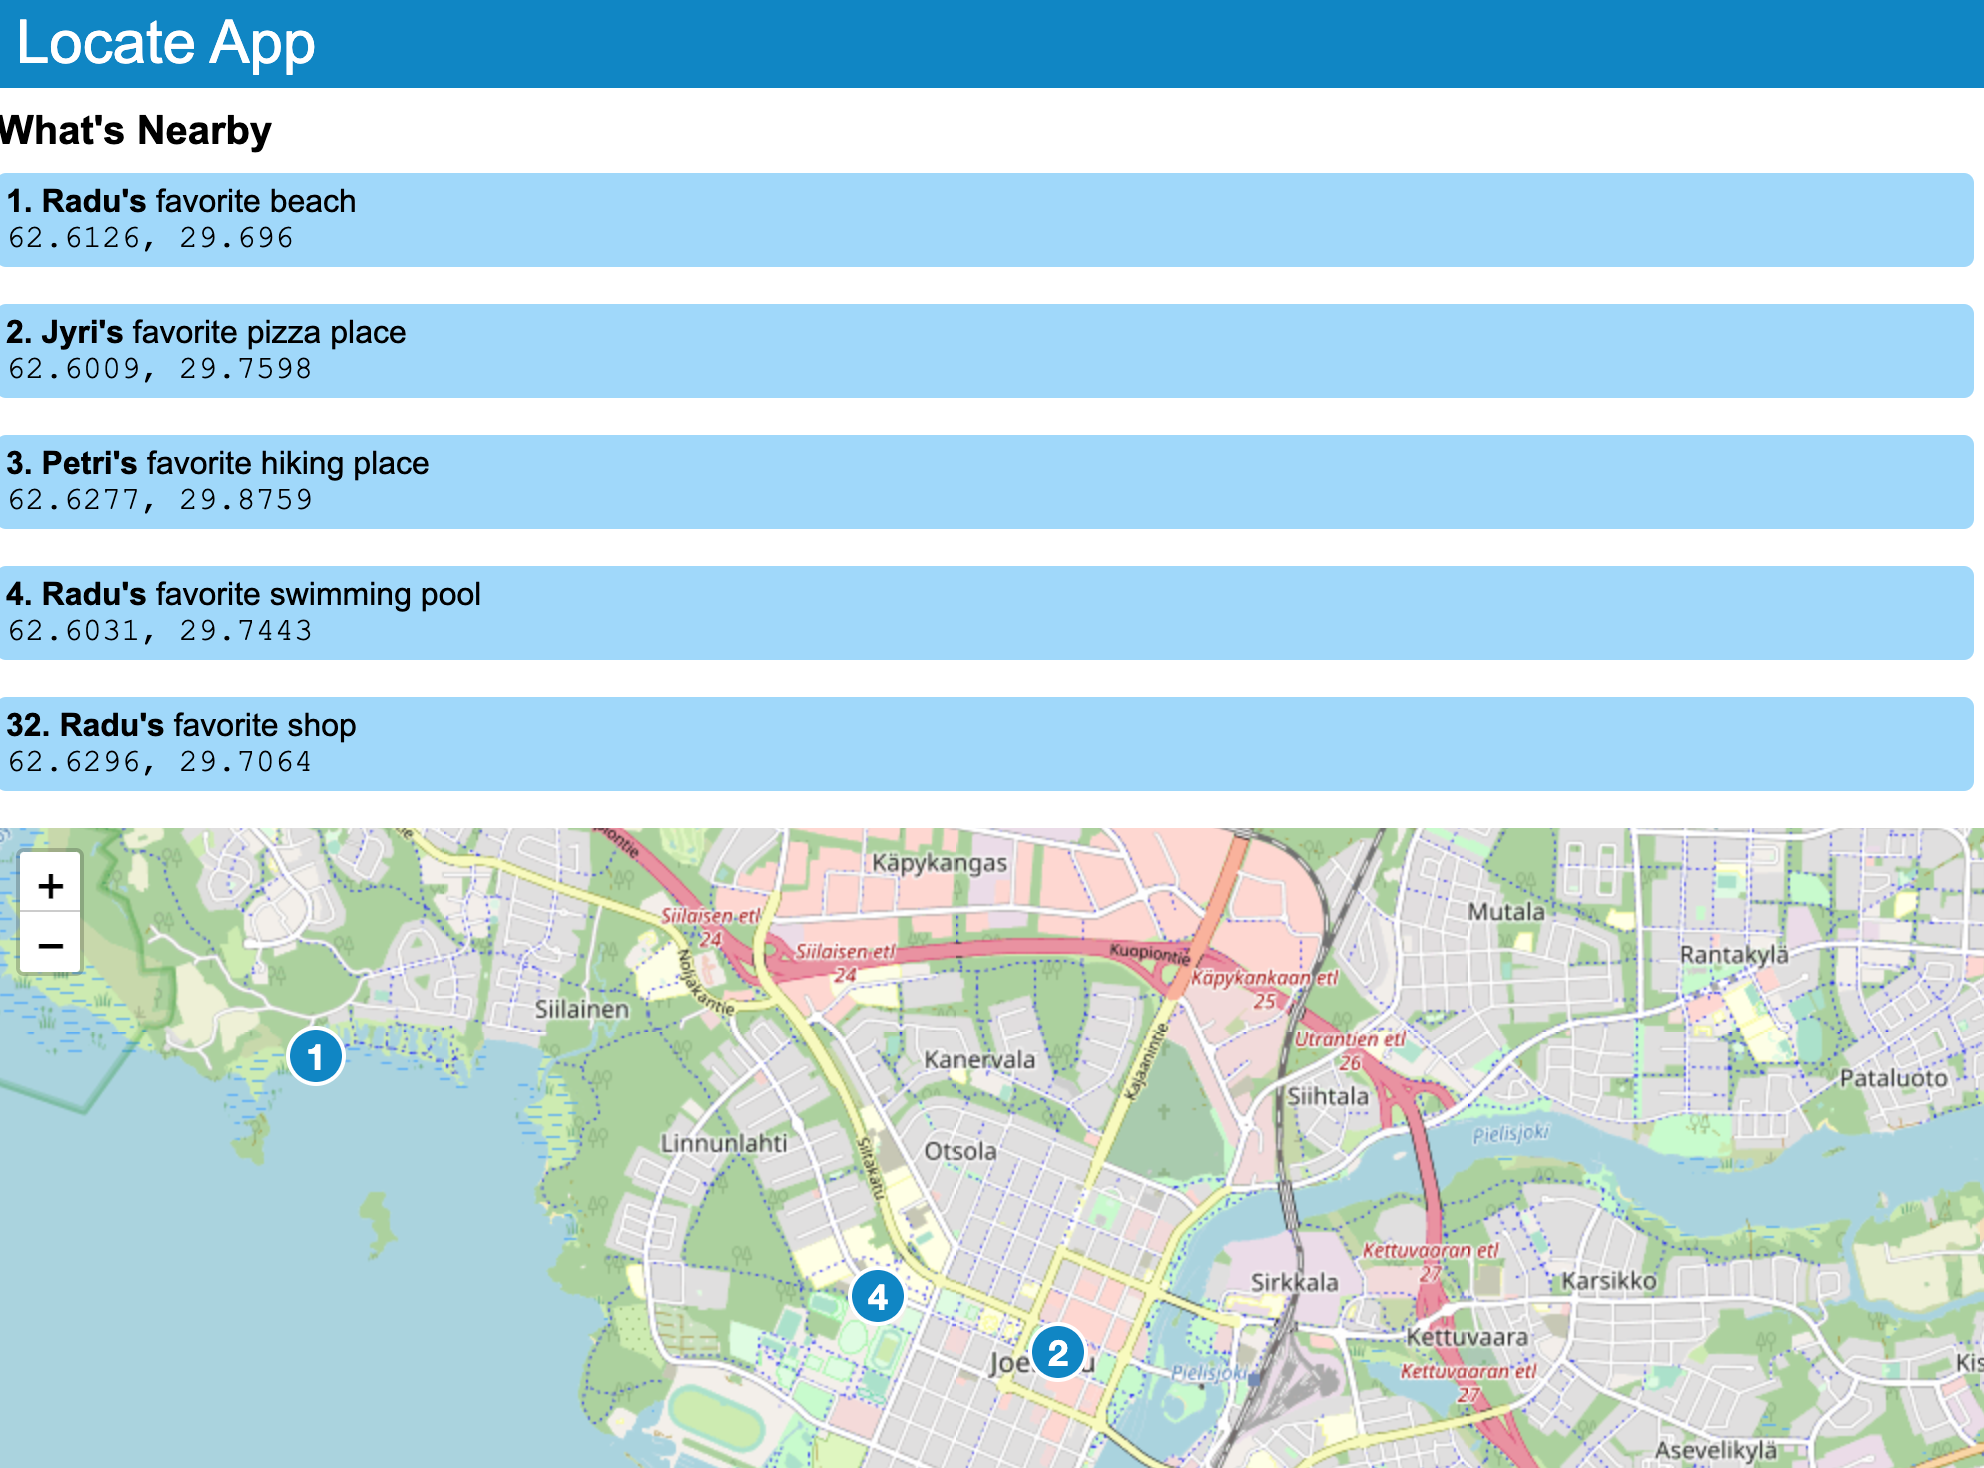 Locate App
What's Nearby
1. Radu's favorite beach
62.6126, 29.696
2. Jyri's favorite pizza place
62.6009, 29.7598
3. Petri's favorite hiking place
62.6277, 29.8759
4. Radu's favorite swimming pool
62.6031, 29.7443
32. Radu's favorite shop
62.6296, 29.7064
+
−
Käpykangas
Siilaisen etl
24
Siilaisen etl
24
Noljakantie
Kuopiontie
Käpykankaan etl
25
Mutala
Rantakylä
Siilainen
1
Kanervala
Kajaanintie
Utrantien etl
26
Siihtala
Pataluoto
Pielisjoki
Linnunlahti
Siltakatu
Otsola
4
Sirkkala
Kettuvaaran etl
27
Karsikko
2
Kettuvaara
Pielisjoki
Kettuvaaran etl
27
Asevelikylä